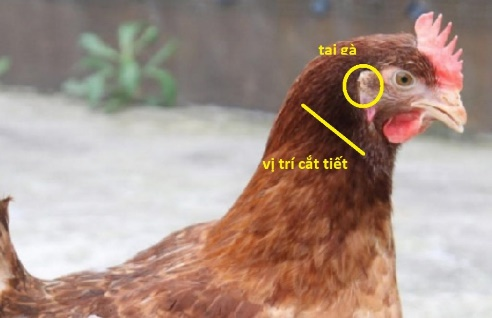 tai gà
vị trí cắt tiết